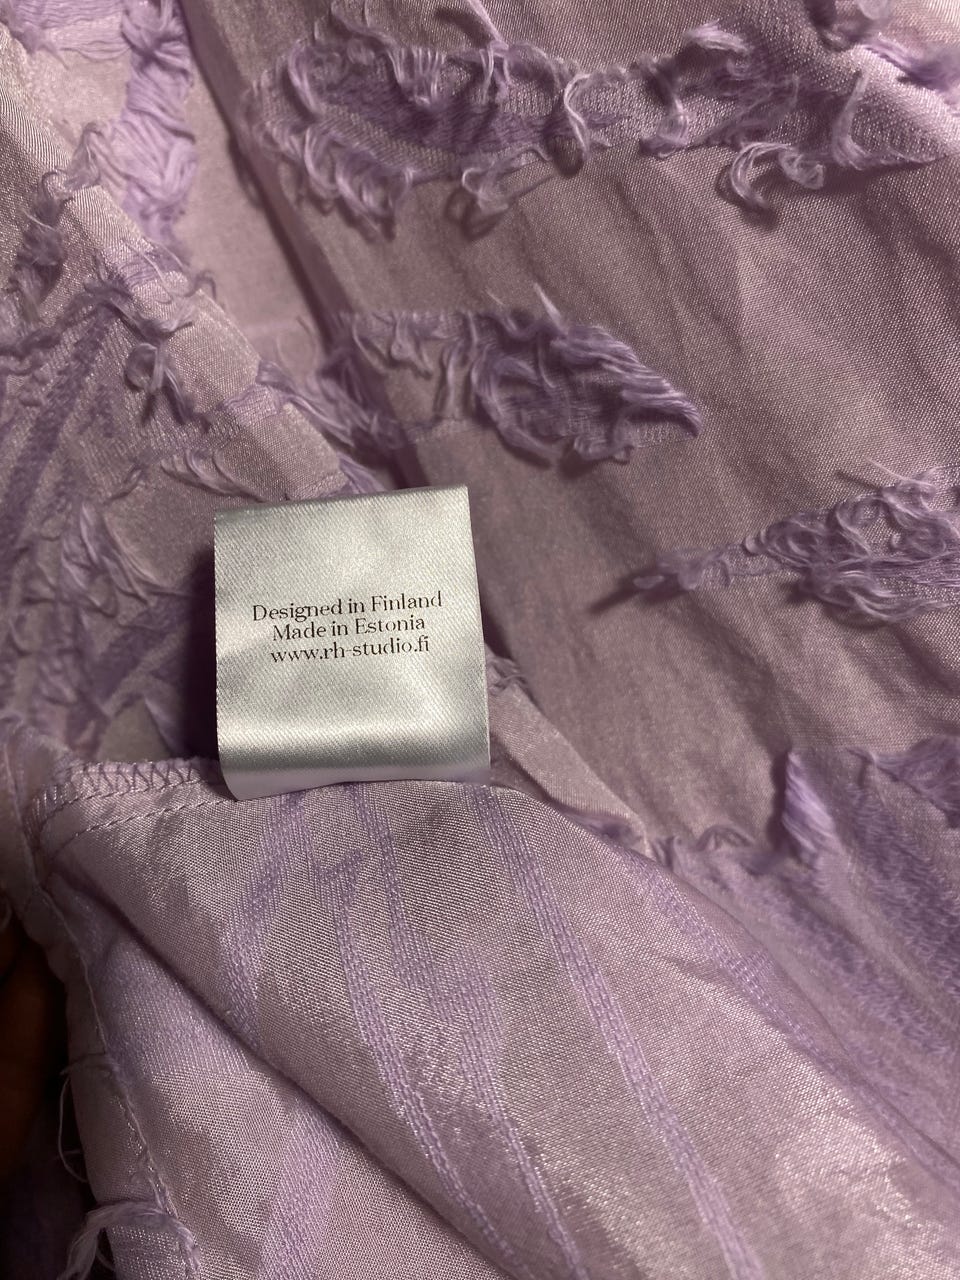 Designed in Finland
Made in Estonia
www.rh-studio.fi